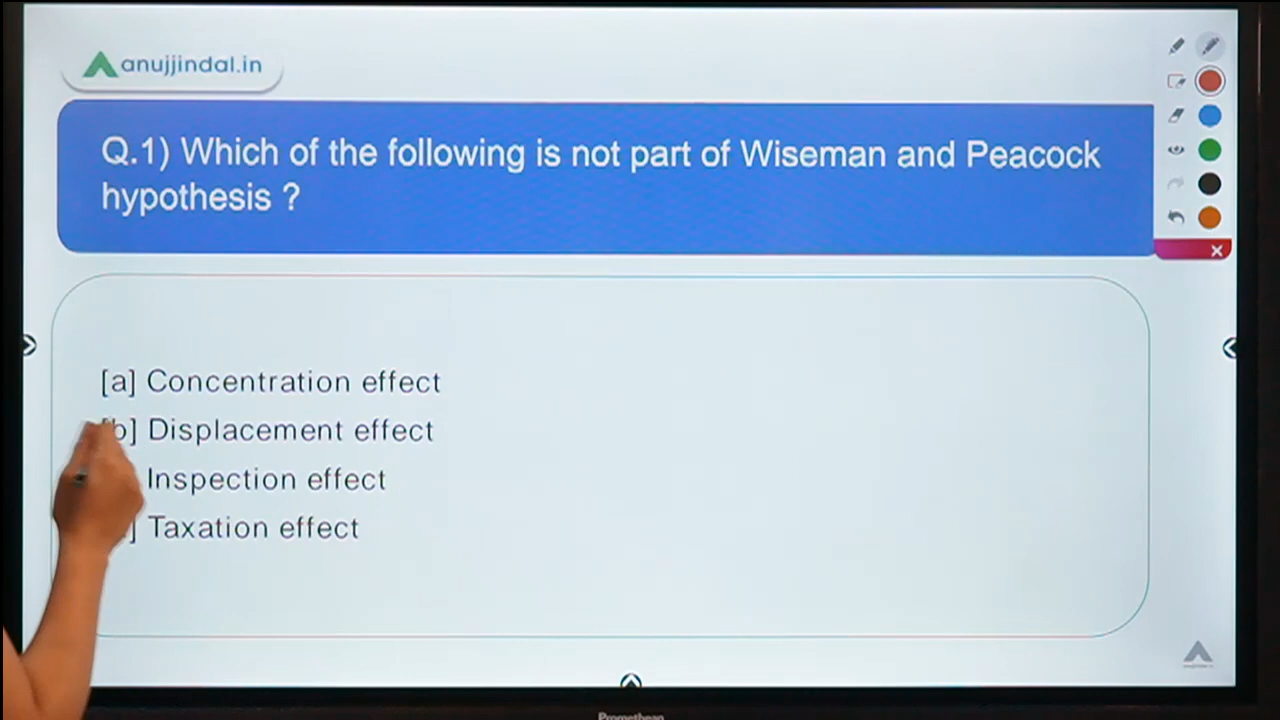 anujjindal.in
Q.1) Which of the following is not part of Wiseman and Peacock
hypothesis ?
[a] Concentration effect
[b] Displacement effect
Inspection effect
] Taxation effect
Promethean